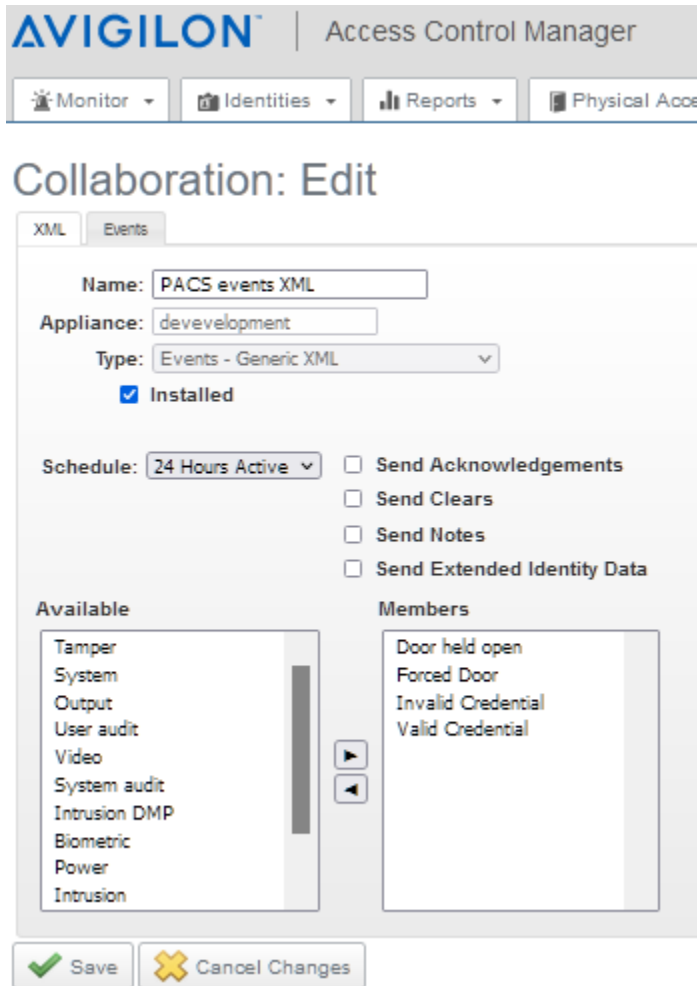 AVIGILON™ | Access Control Manager
Monitor Identities Reports Physical Acce
Collaboration: Edit
XML Events
Name: PACS events XML
Appliance: devevelopment
Type: Events - Generic XML
Installed
Schedule: 24 Hours Active
Send Acknowledgements
Send Clears
Send Notes
Send Extended Identity Data
Available
Tamper
System
Output
User audit
Video
System audit
Intrusion DMP
Biometric
Power
Intrusion
Members
Door held open
Forced Door
Invalid Credential
Valid Credential
Save Cancel Changes